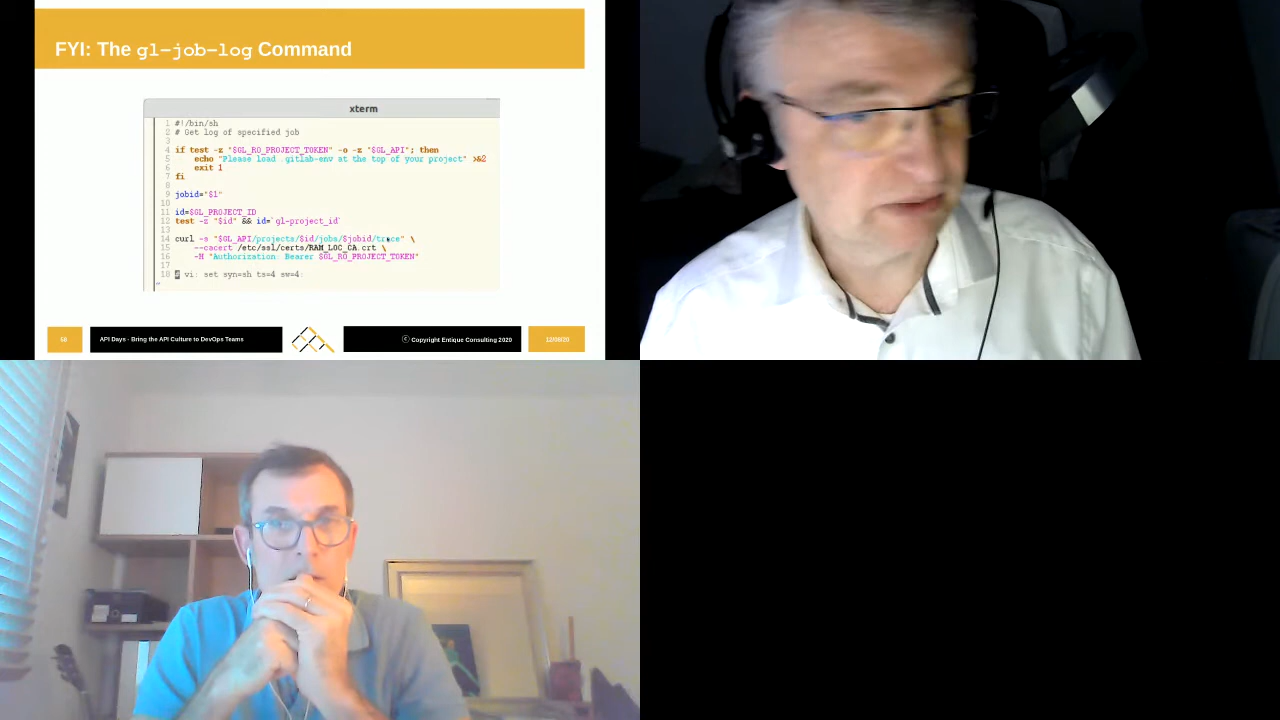 FYI: The gl-job-log Command
xterm
1 #!/bin/sh
2 # Get log of specified job
3
4 if test -z "$GL_RO_PROJECT_TOKEN" -o -z "$GL_API"; then
5 echo "Please load .gitlab-env at the top of your project" >&2
6 exit 1
7 fi
8
9 jobid="$1"
10
11 id=$GL_PROJECT_ID
12 test -z "$id" && id=`gl-project_id`
13
14 curl -s "$GL_API/projects/$id/jobs/$jobid/trace" \
15 --cacert /etc/ssl/certs/RAN_LOC_CA.crt \
16 -H "Authorization: Bearer $GL_RO_PROJECT_TOKEN"
17
18 # vi: set syn=sh ts=4 sw=4:
API Days - Bring the API Culture to DevOps Teams
© Copyright Entique Consulting 2020